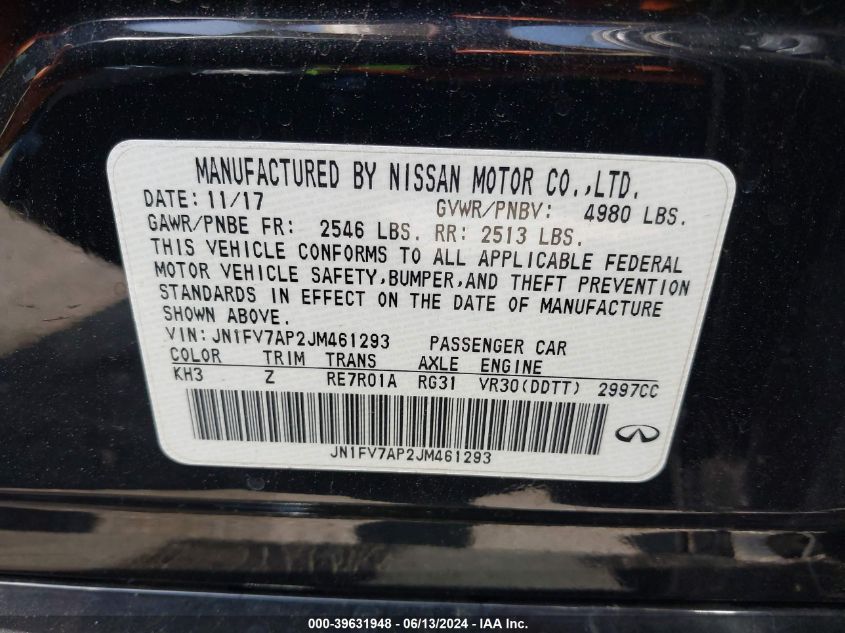 MANUFACTURED BY NISSAN MOTOR CO.,LTD.
DATE: 11/17 GVWR/PNBV: 4980 LBS.
GAWR/PNBE FR: 2546 LBS. RR: 2513 LBS.
THIS VEHICLE CONFORMS TO ALL APPLICABLE FEDERAL
MOTOR VEHICLE SAFETY,BUMPER,AND THEFT PREVENTION
STANDARDS IN EFFECT ON THE DATE OF MANUFACTURE
SHOWN ABOVE.
VIN:JN1FV7AP2JM461293 PASSENGER CAR
COLOR TRIM TRANS AXLE ENGINE
KH3 Z RE7R01A RG31 VR30(DDTT) 2997CC
JN1FV7AP2JM461293
000-39631948 - 06/13/2024 - IAAI.com